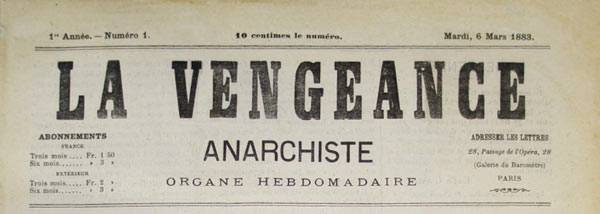 1re Année. — Numéro 1.
10 centimes le numéro.
Mardi, 6 Mars 1883.
LA VENGEANCE
ANARCHISTE
ORGANE HEBDOMADAIRE
ABONNEMENTS
FRANCE
Trois mois..... Fr. 1 50
Six mois....... » 3 »
EXTÉRIEUR
Trois mois..... Fr. 2 »
Six mois....... » 3 »
ADRESSER LES LETTRES
28, Passage de l'Opéra, 28
(Galerie du Baromètre)
PARIS